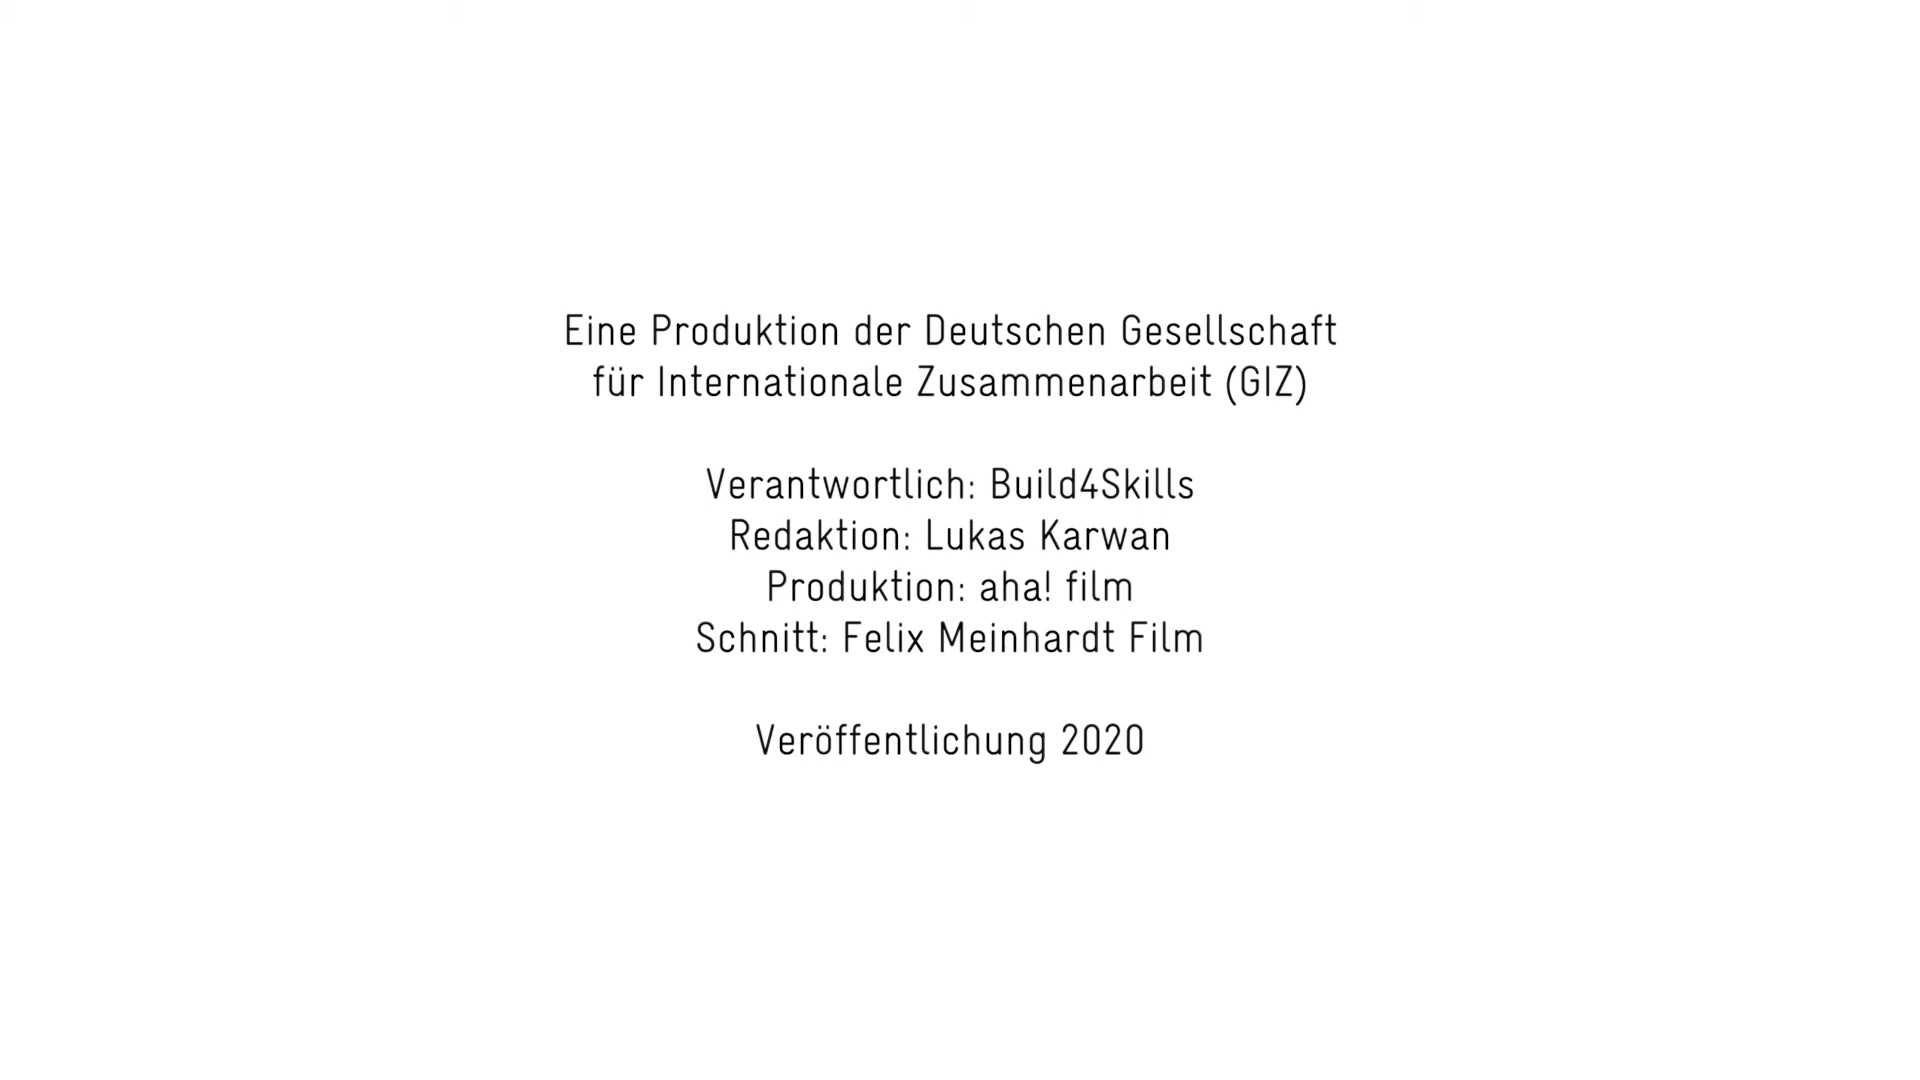 Eine Produktion der Deutschen Gesellschaft
für Internationale Zusammenarbeit (GIZ)
Verantwortlich: Build4Skills
Redaktion: Lukas Karwan
Produktion: aha! film
Schnitt: Felix Meinhardt Film
Veröffentlichung 2020